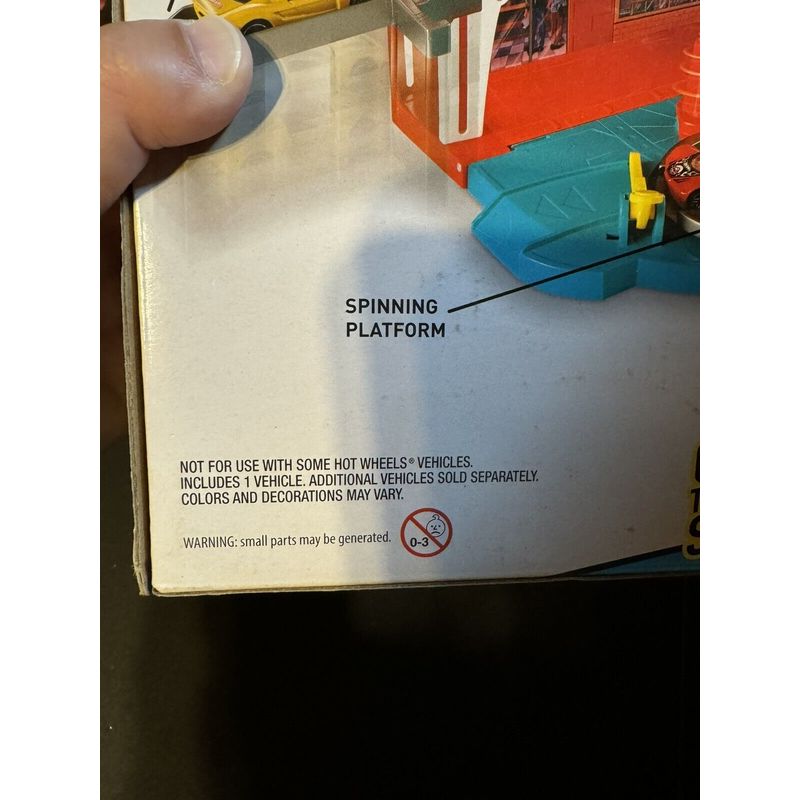 SPINNING
PLATFORM
NOT FOR USE WITH SOME HOT WHEELS® VEHICLES.
INCLUDES 1 VEHICLE. ADDITIONAL VEHICLES SOLD SEPARATELY.
COLORS AND DECORATIONS MAY VARY.
WARNING: small parts may be generated.
0-3